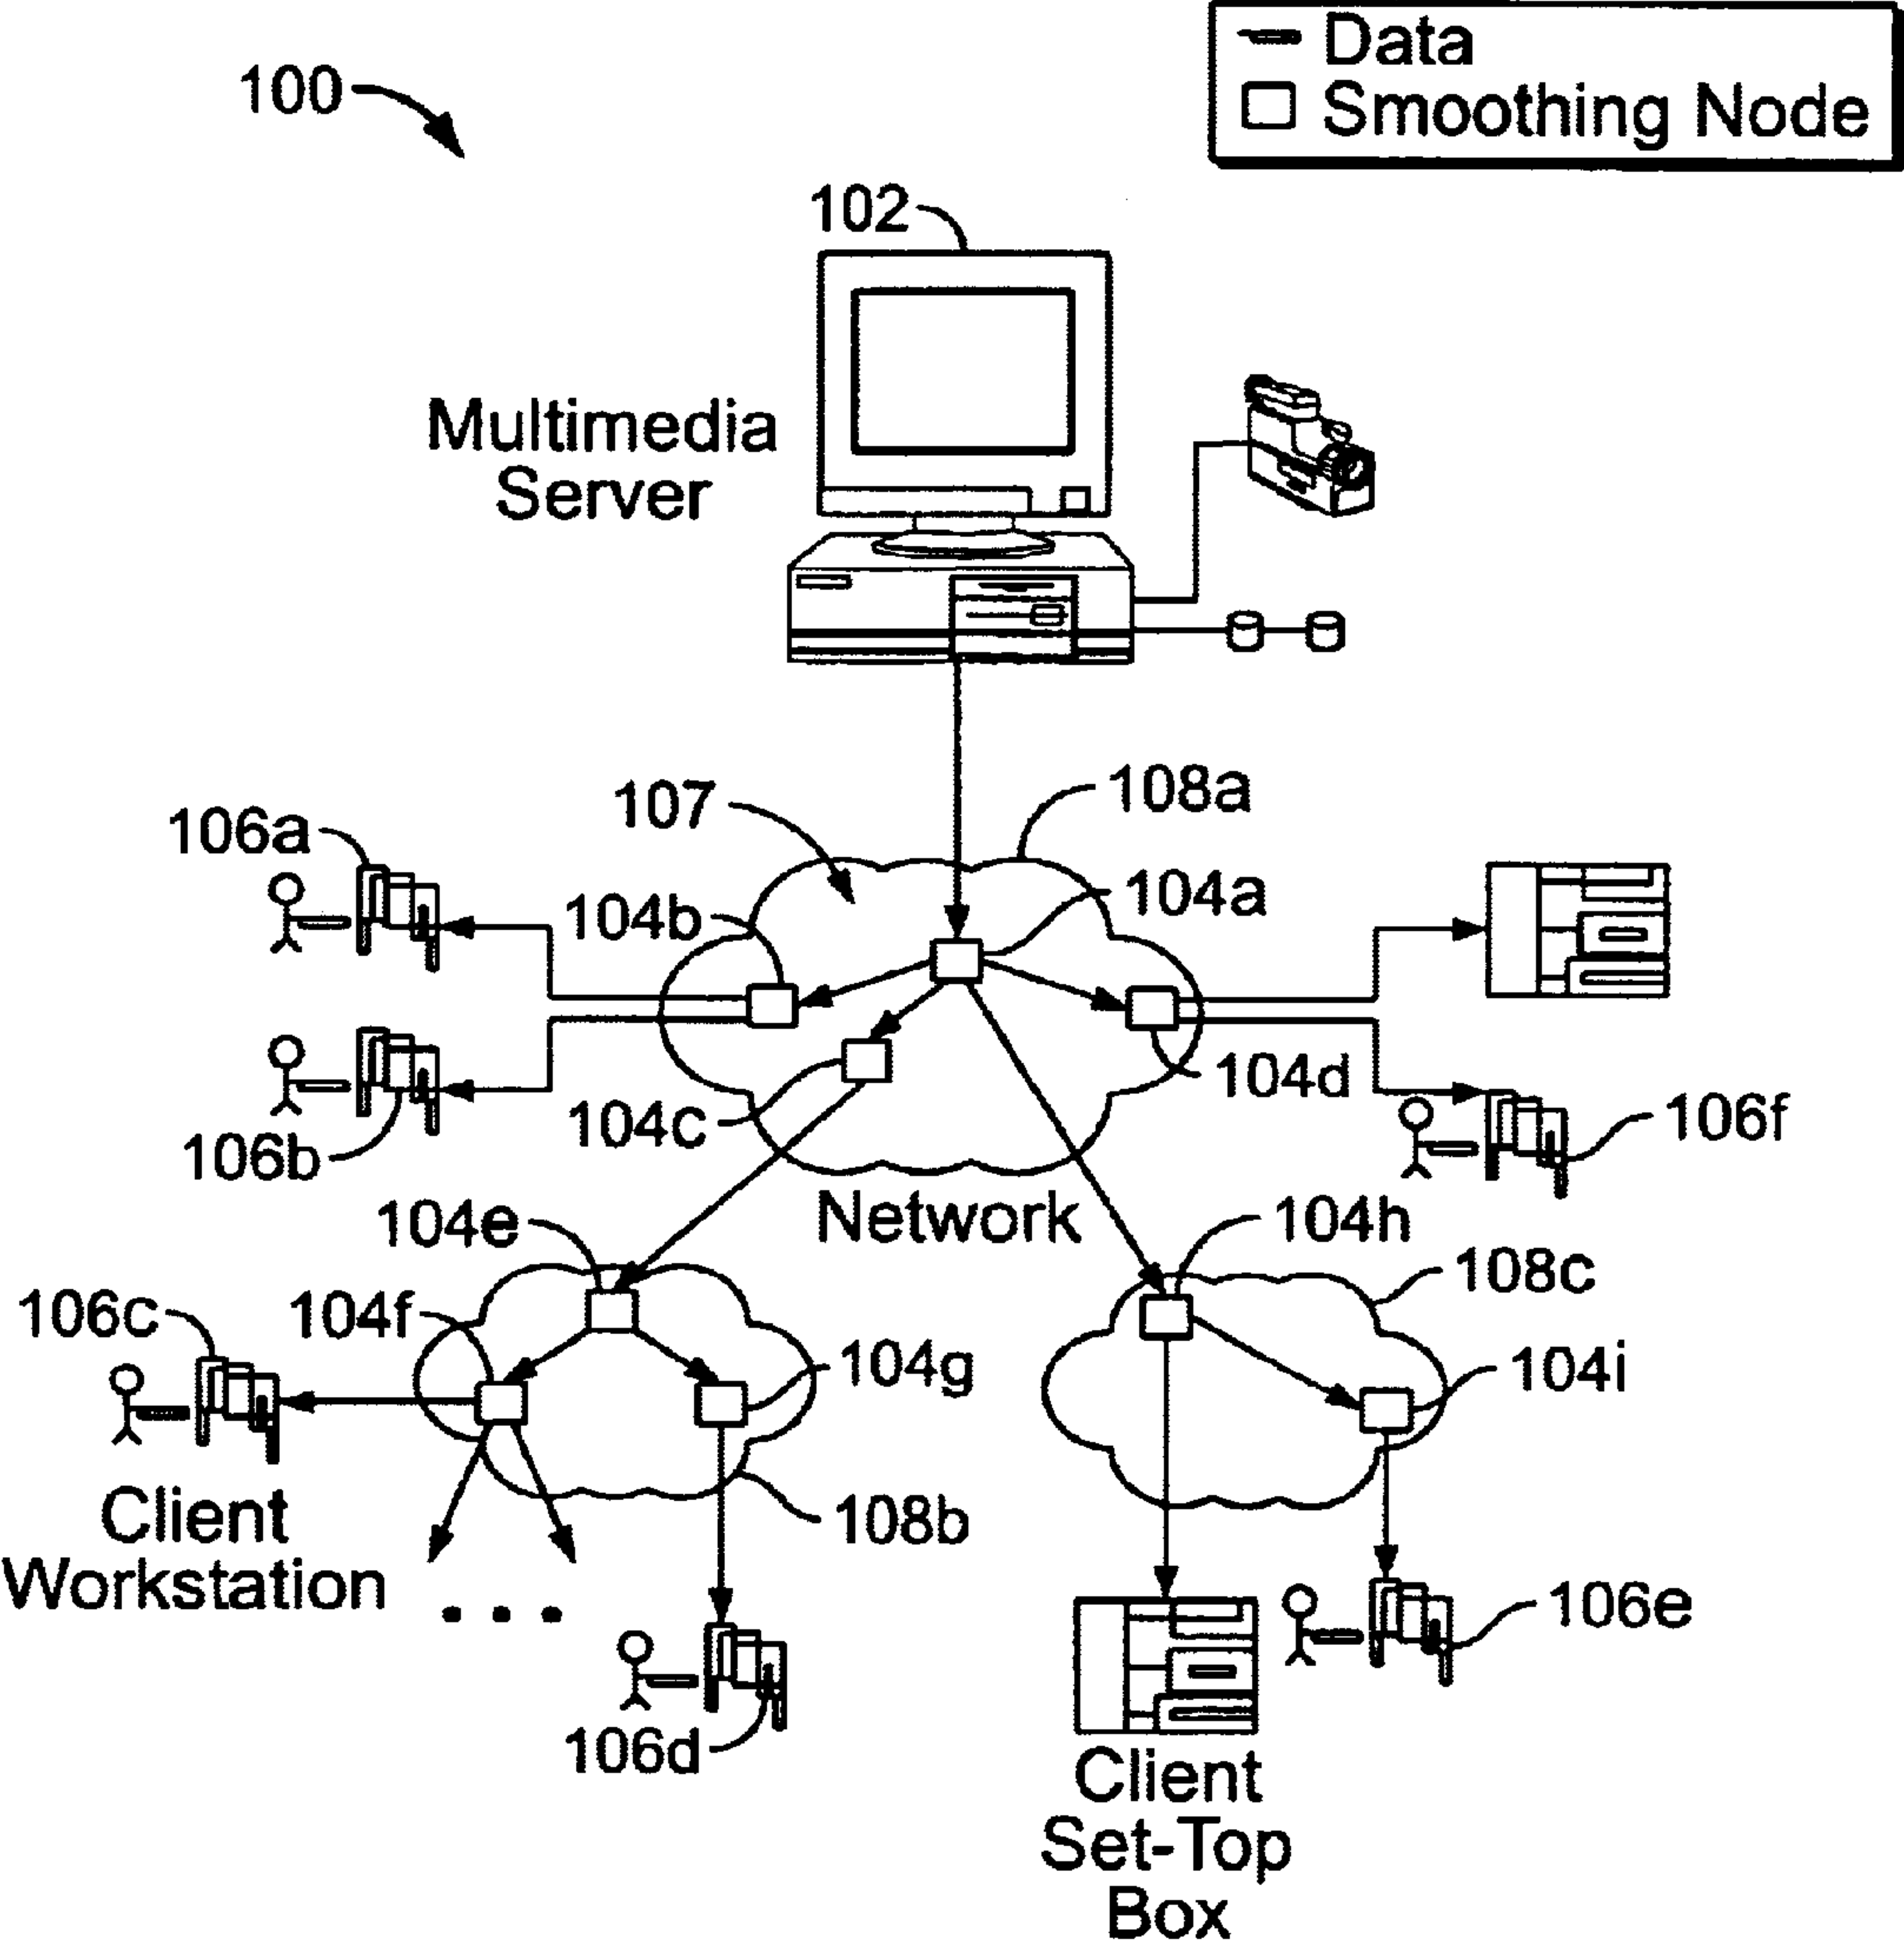 Data
Smoothing Node
100
102
Multimedia
Server
107
108a
106a
104a
104b
104d
104c
106b
106f
Network
104e
104h
108c
106c
104f
104g
104i
108b
Client
Workstation
...
106e
106d
Client
Set-Top
Box